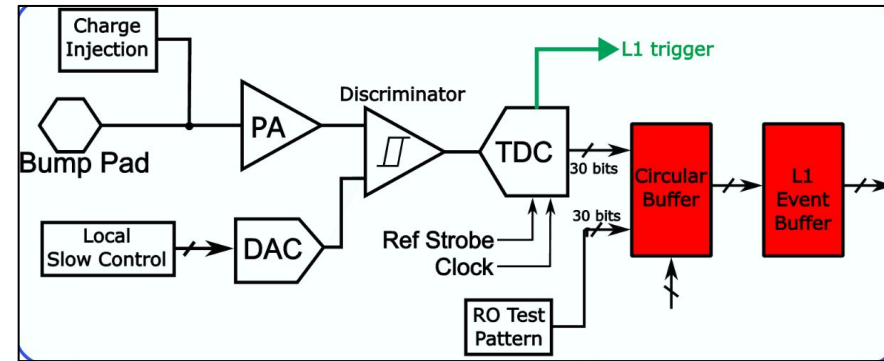 Charge
Injection
L1 trigger
Discriminator
PA
TDC
Bump Pad
30 bits
Circular
Buffer
L1
Event
Buffer
30 bits
Local
Slow Control
DAC
Ref Strobe
Clock
RO Test
Pattern